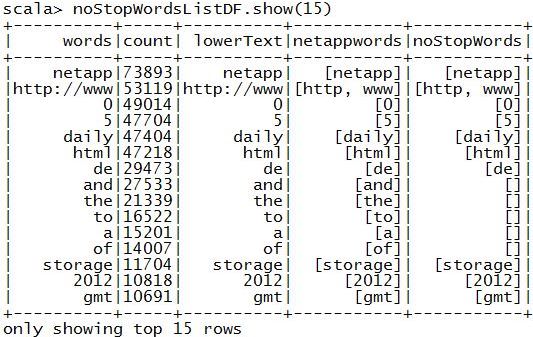 scala> noStopWordsListDF.show(15)
+----------+-----+----------+------------+-----------+
|     words|count| lowerText| netappwords|noStopWords|
+----------+-----+----------+------------+-----------+
|    netapp|73893|    netapp|    [netapp]|   [netapp]|
|http://www|53119|http://www| [http, www]|[http, www]|
|         0|49014|         0|         [0]|        [0]|
|         5|47704|         5|         [5]|        [5]|
|     daily|47404|     daily|     [daily]|    [daily]|
|      html|47218|      html|      [html]|     [html]|
|        de|29473|        de|        [de]|       [de]|
|       and|27533|       and|       [and]|         []|
|       the|21339|       the|       [the]|         []|
|        to|16522|        to|        [to]|         []|
|         a|15201|         a|         [a]|         []|
|        of|14007|        of|        [of]|         []|
|   storage|11704|   storage|   [storage]|  [storage]|
|      2012|10818|      2012|      [2012]|     [2012]|
|       gmt|10691|       gmt|       [gmt]|      [gmt]|
+----------+-----+----------+------------+-----------+
only showing top 15 rows